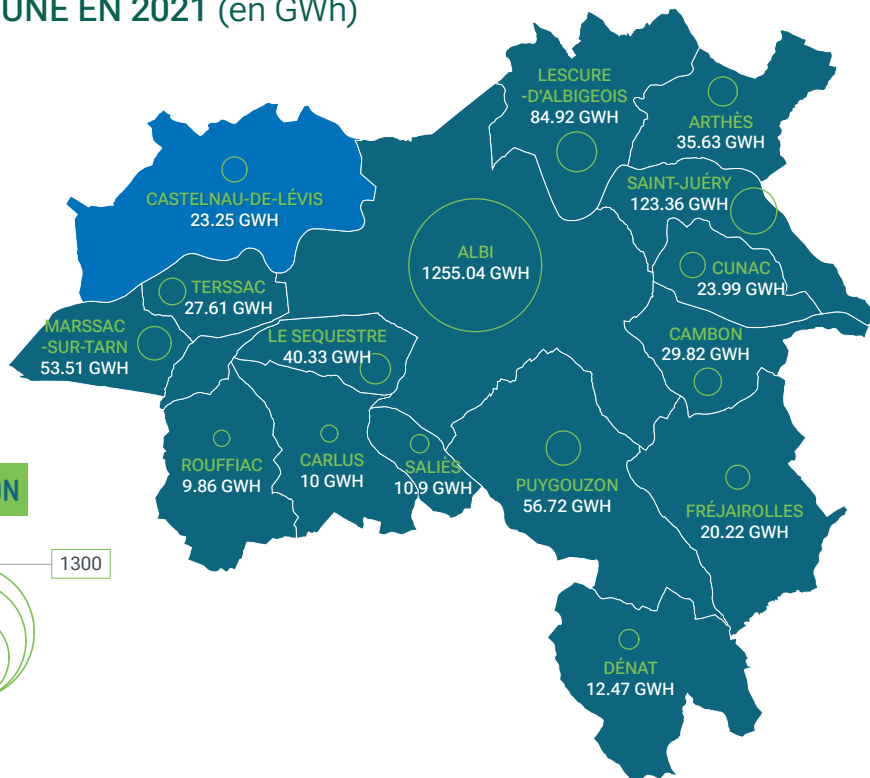 UNE EN 2021 (en GWh)
LESCURE
-D'ALBIGEOIS
84.92 GWH
ARTHÈS
35.63 GWH
CASTELNAU-DE-LÉVIS
23.25 GWH
SAINT-JUÉRY
123.36 GWH
ALBI
1255.04 GWH
CUNAC
23.99 GWH
TERSSAC
27.61 GWH
MARSSAC
-SUR-TARN
53.51 GWH
LE SEQUESTRE
40.33 GWH
CAMBON
29.82 GWH
ROUFFIAC
9.86 GWH
CARLUS
10 GWH
SALIÈS
10.9 GWH
PUYGOUZON
56.72 GWH
FRÉJAIROLLES
20.22 GWH
ON
1300
DÉNAT
12.47 GWH